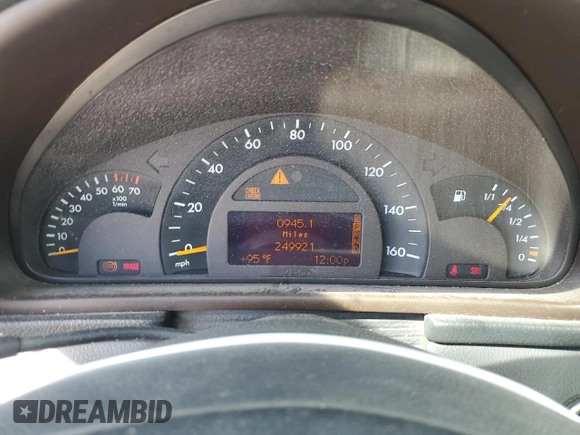 60 80 100
40 120
20 140
0 160
mph
50 60 70
40
30
20
10
0
x100
1/min
CHECK
ENGINE
0945.1
Miles
249921
+95°F 12:00p
BRAKE
SRS
1/1
3/4
1/2
1/4
0
DREAMBID